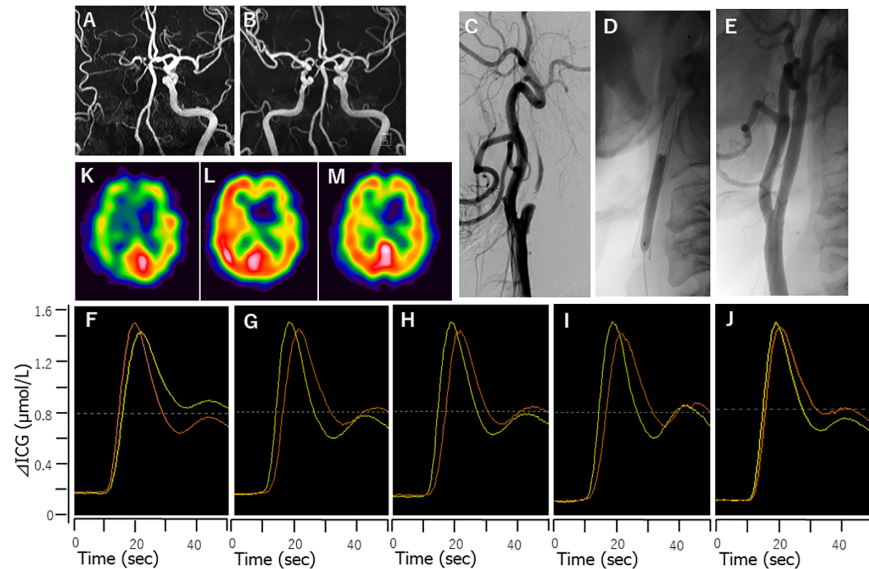 A
B
C
D
E
K
L
M
1.6
1.2
0.8
0.4
0
⊿ICG (μmol/L)
F
G
H
I
J
0 20 40
0 20 40
0 20 40
0 20 40
0 20 40
Time (sec)
Time (sec)
Time (sec)
Time (sec)
Time (sec)